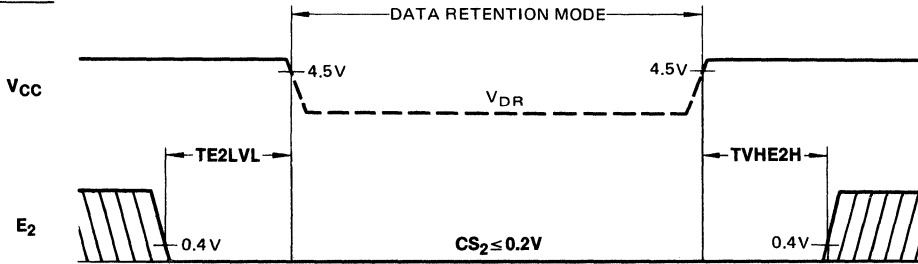 DATA RETENTION MODE
4.5V
4.5V
VCC
VDR
TE2LVL
TVHE2H
E2
0.4V
CS2≤0.2V
0.4V